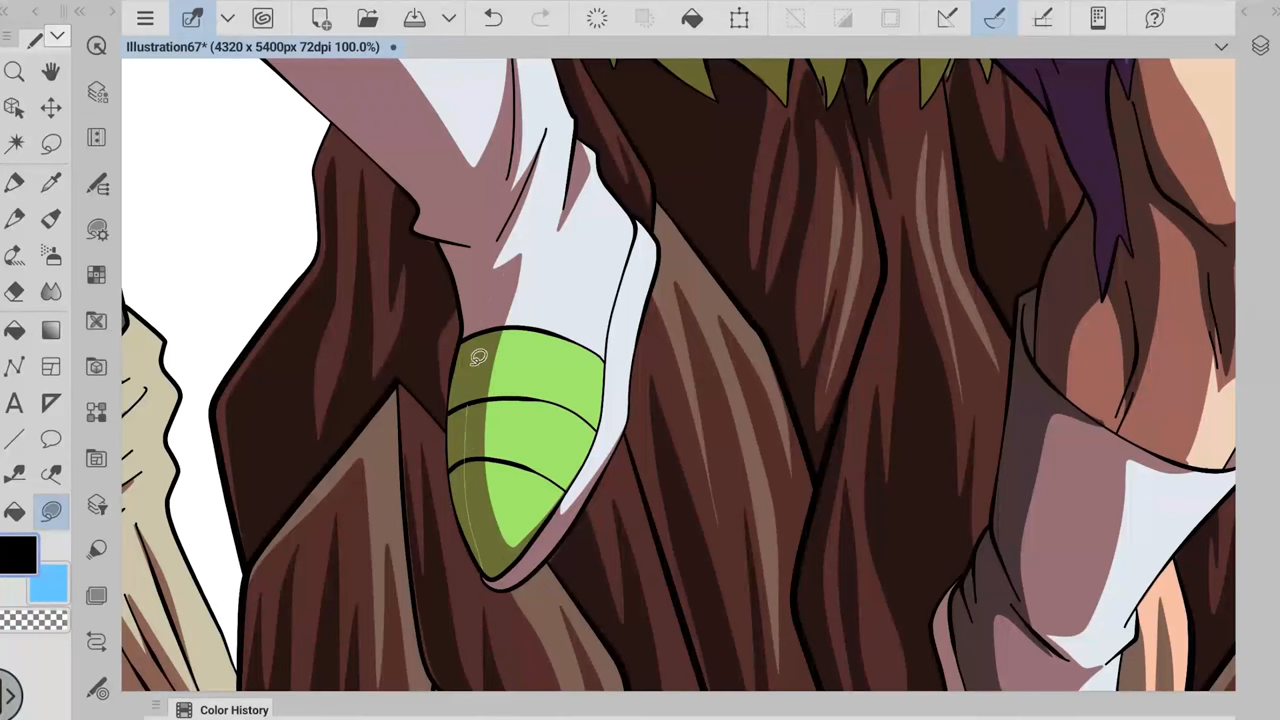 Illustration67* (4320 x 5400px 72dpi 100.0%)
Color History